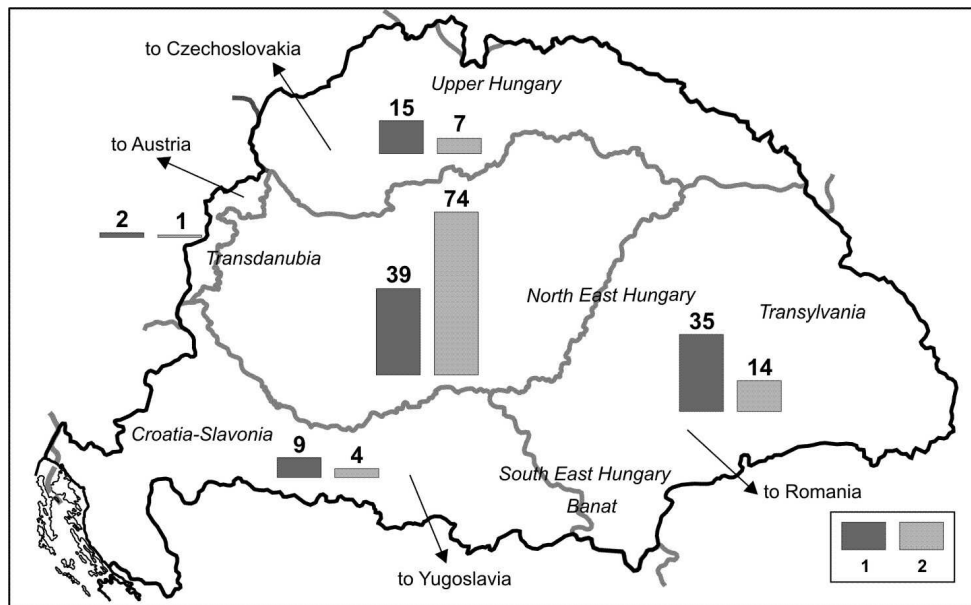 to Czechoslovakia
Upper Hungary
15
7
to Austria
74
2
1
Transdanubia
39
North East Hungary
35
Transylvania
14
Croatia-Slavonia
9
4
South East Hungary
Banat
to Romania
to Yugoslavia
1
2